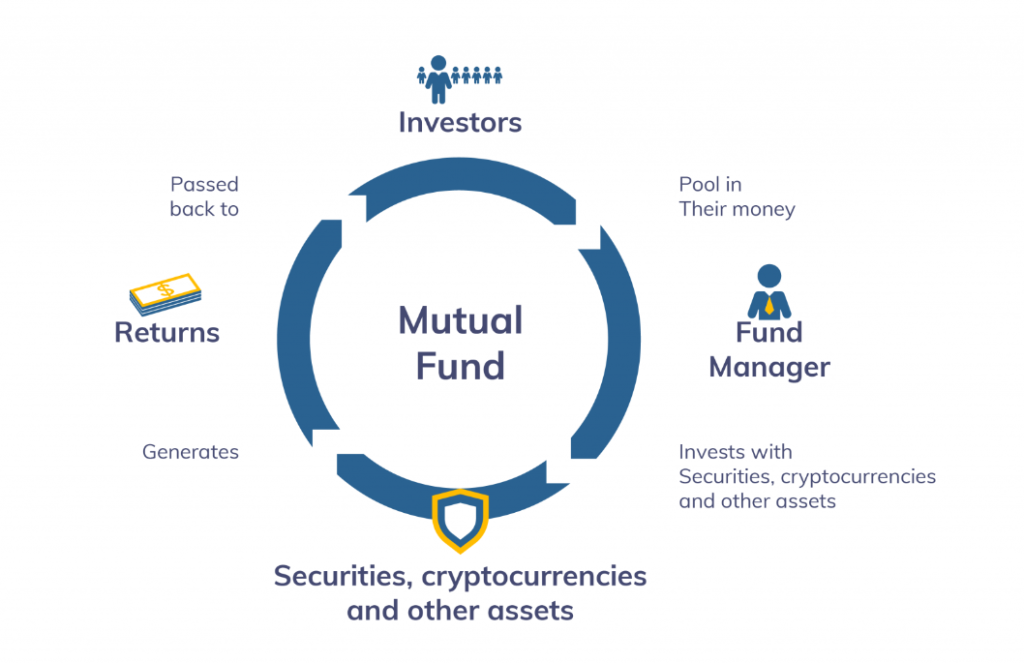 Investors
Passed
back to
Pool in
Their money
Returns
Mutual
Fund
Fund
Manager
Generates
Invests with
Securities, cryptocurrencies
and other assets
Securities, cryptocurrencies
and other assets